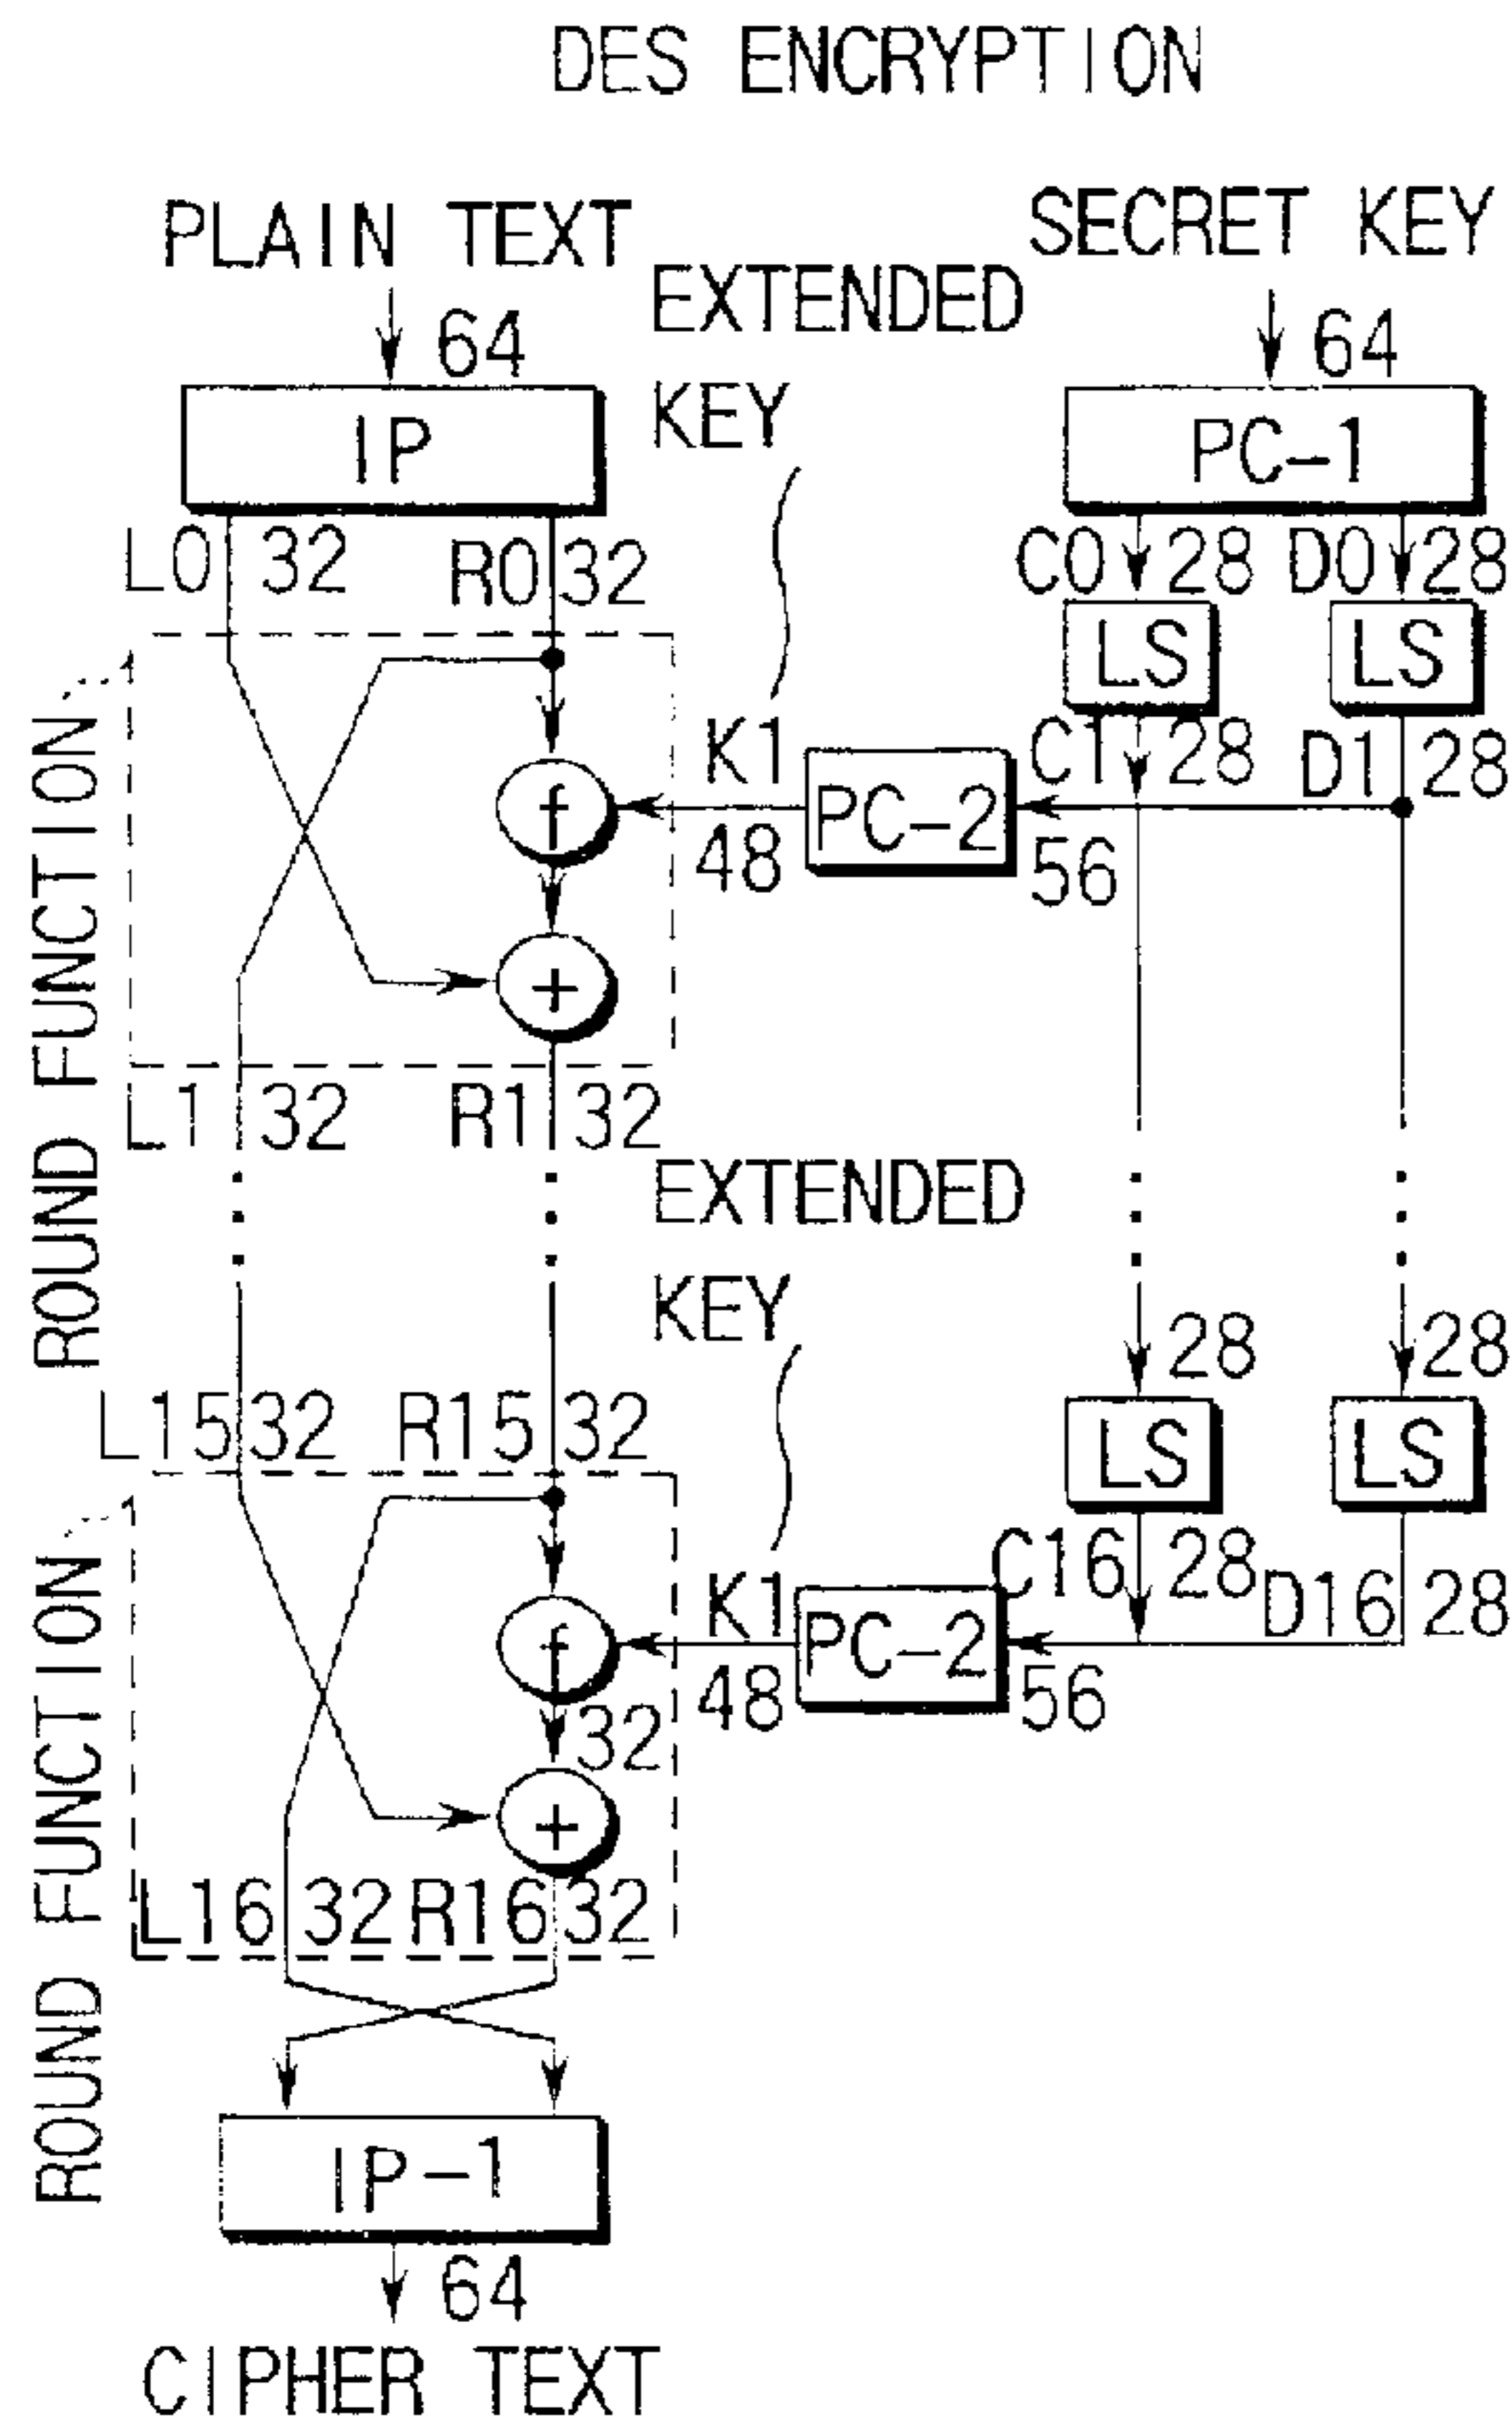 DES ENCRYPTION
PLAIN TEXT
SECRET KEY
EXTENDED
KEY
64
64
IP
PC-1
L0 32 R0 32
C0 28 D0 28
LS LS
K1
C1 28 D1 28
f
PC-2
48
56
+
ROUND FUNCTION
L1 32 R1 32
EXTENDED
KEY
28 28
L15 32 R15 32
LS LS
C16 28 D16 28
K1
f
PC-2
48
56
32
+
L16 32 R16 32
ROUND FUNCTION
IP-1
64
CIPHER TEXT